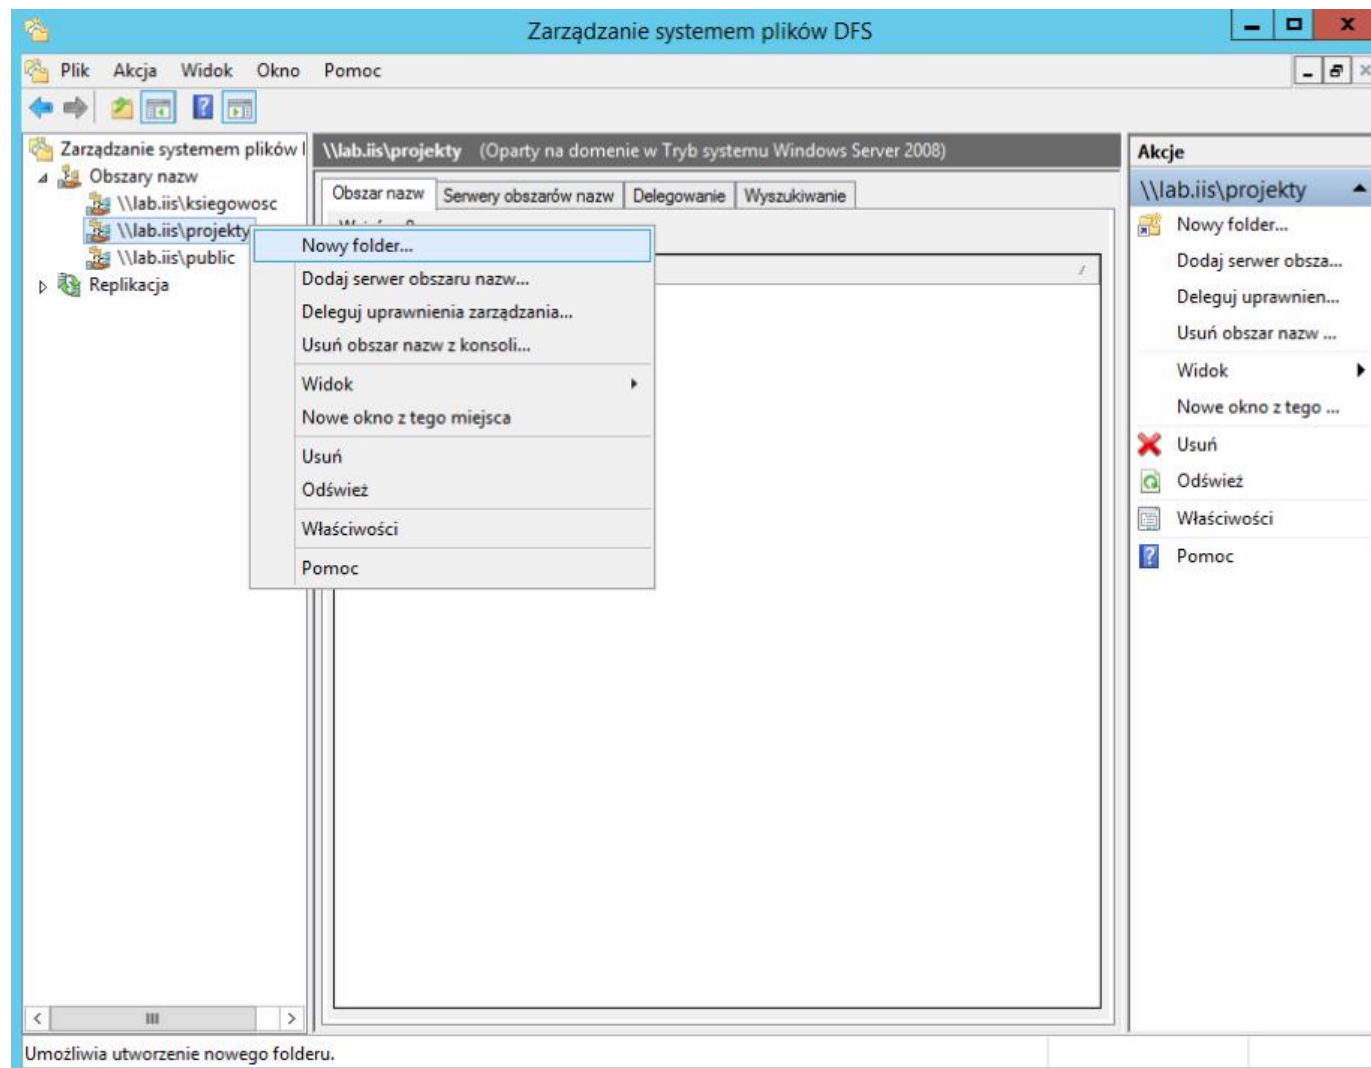 Zarządzanie systemem plików DFS
Plik Akcja Widok Okno Pomoc
Zarządzanie systemem plików
Obszary nazw
\\lab.iis\ksiegowosc
\\lab.iis\projekty
\\lab.iis\public
Replikacja
\\lab.iis\projekty (Oparty na domenie w Tryb systemu Windows Server 2008)
Obszar nazw Serwery obszarów nazw Delegowanie Wyszukiwanie
Nowy folder...
Dodaj serwer obszaru nazw...
Deleguj uprawnienia zarządzania...
Usuń obszar nazw z konsoli...
Widok
Nowe okno z tego miejsca
Usuń
Odśwież
Właściwości
Pomoc
Akcje
\\lab.iis\projekty
Nowy folder...
Dodaj serwer obsza...
Deleguj uprawnien...
Usuń obszar nazw ...
Widok
Nowe okno z tego ...
Usuń
Odśwież
Właściwości
Pomoc
Umożliwia utworzenie nowego folderu.